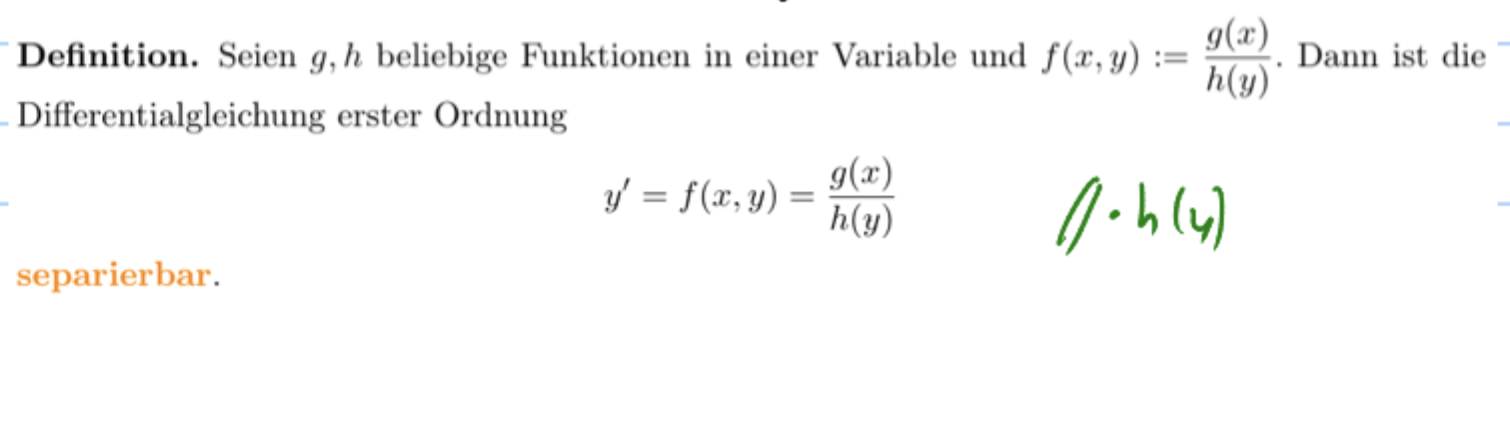 Definition. Seien g, h beliebige Funktionen in einer Variable und f(x, y) := g(x)/h(y). Dann ist die
Differentialgleichung erster Ordnung
y′ = f(x, y) = g(x)/h(y)
// · h(y)
separierbar.